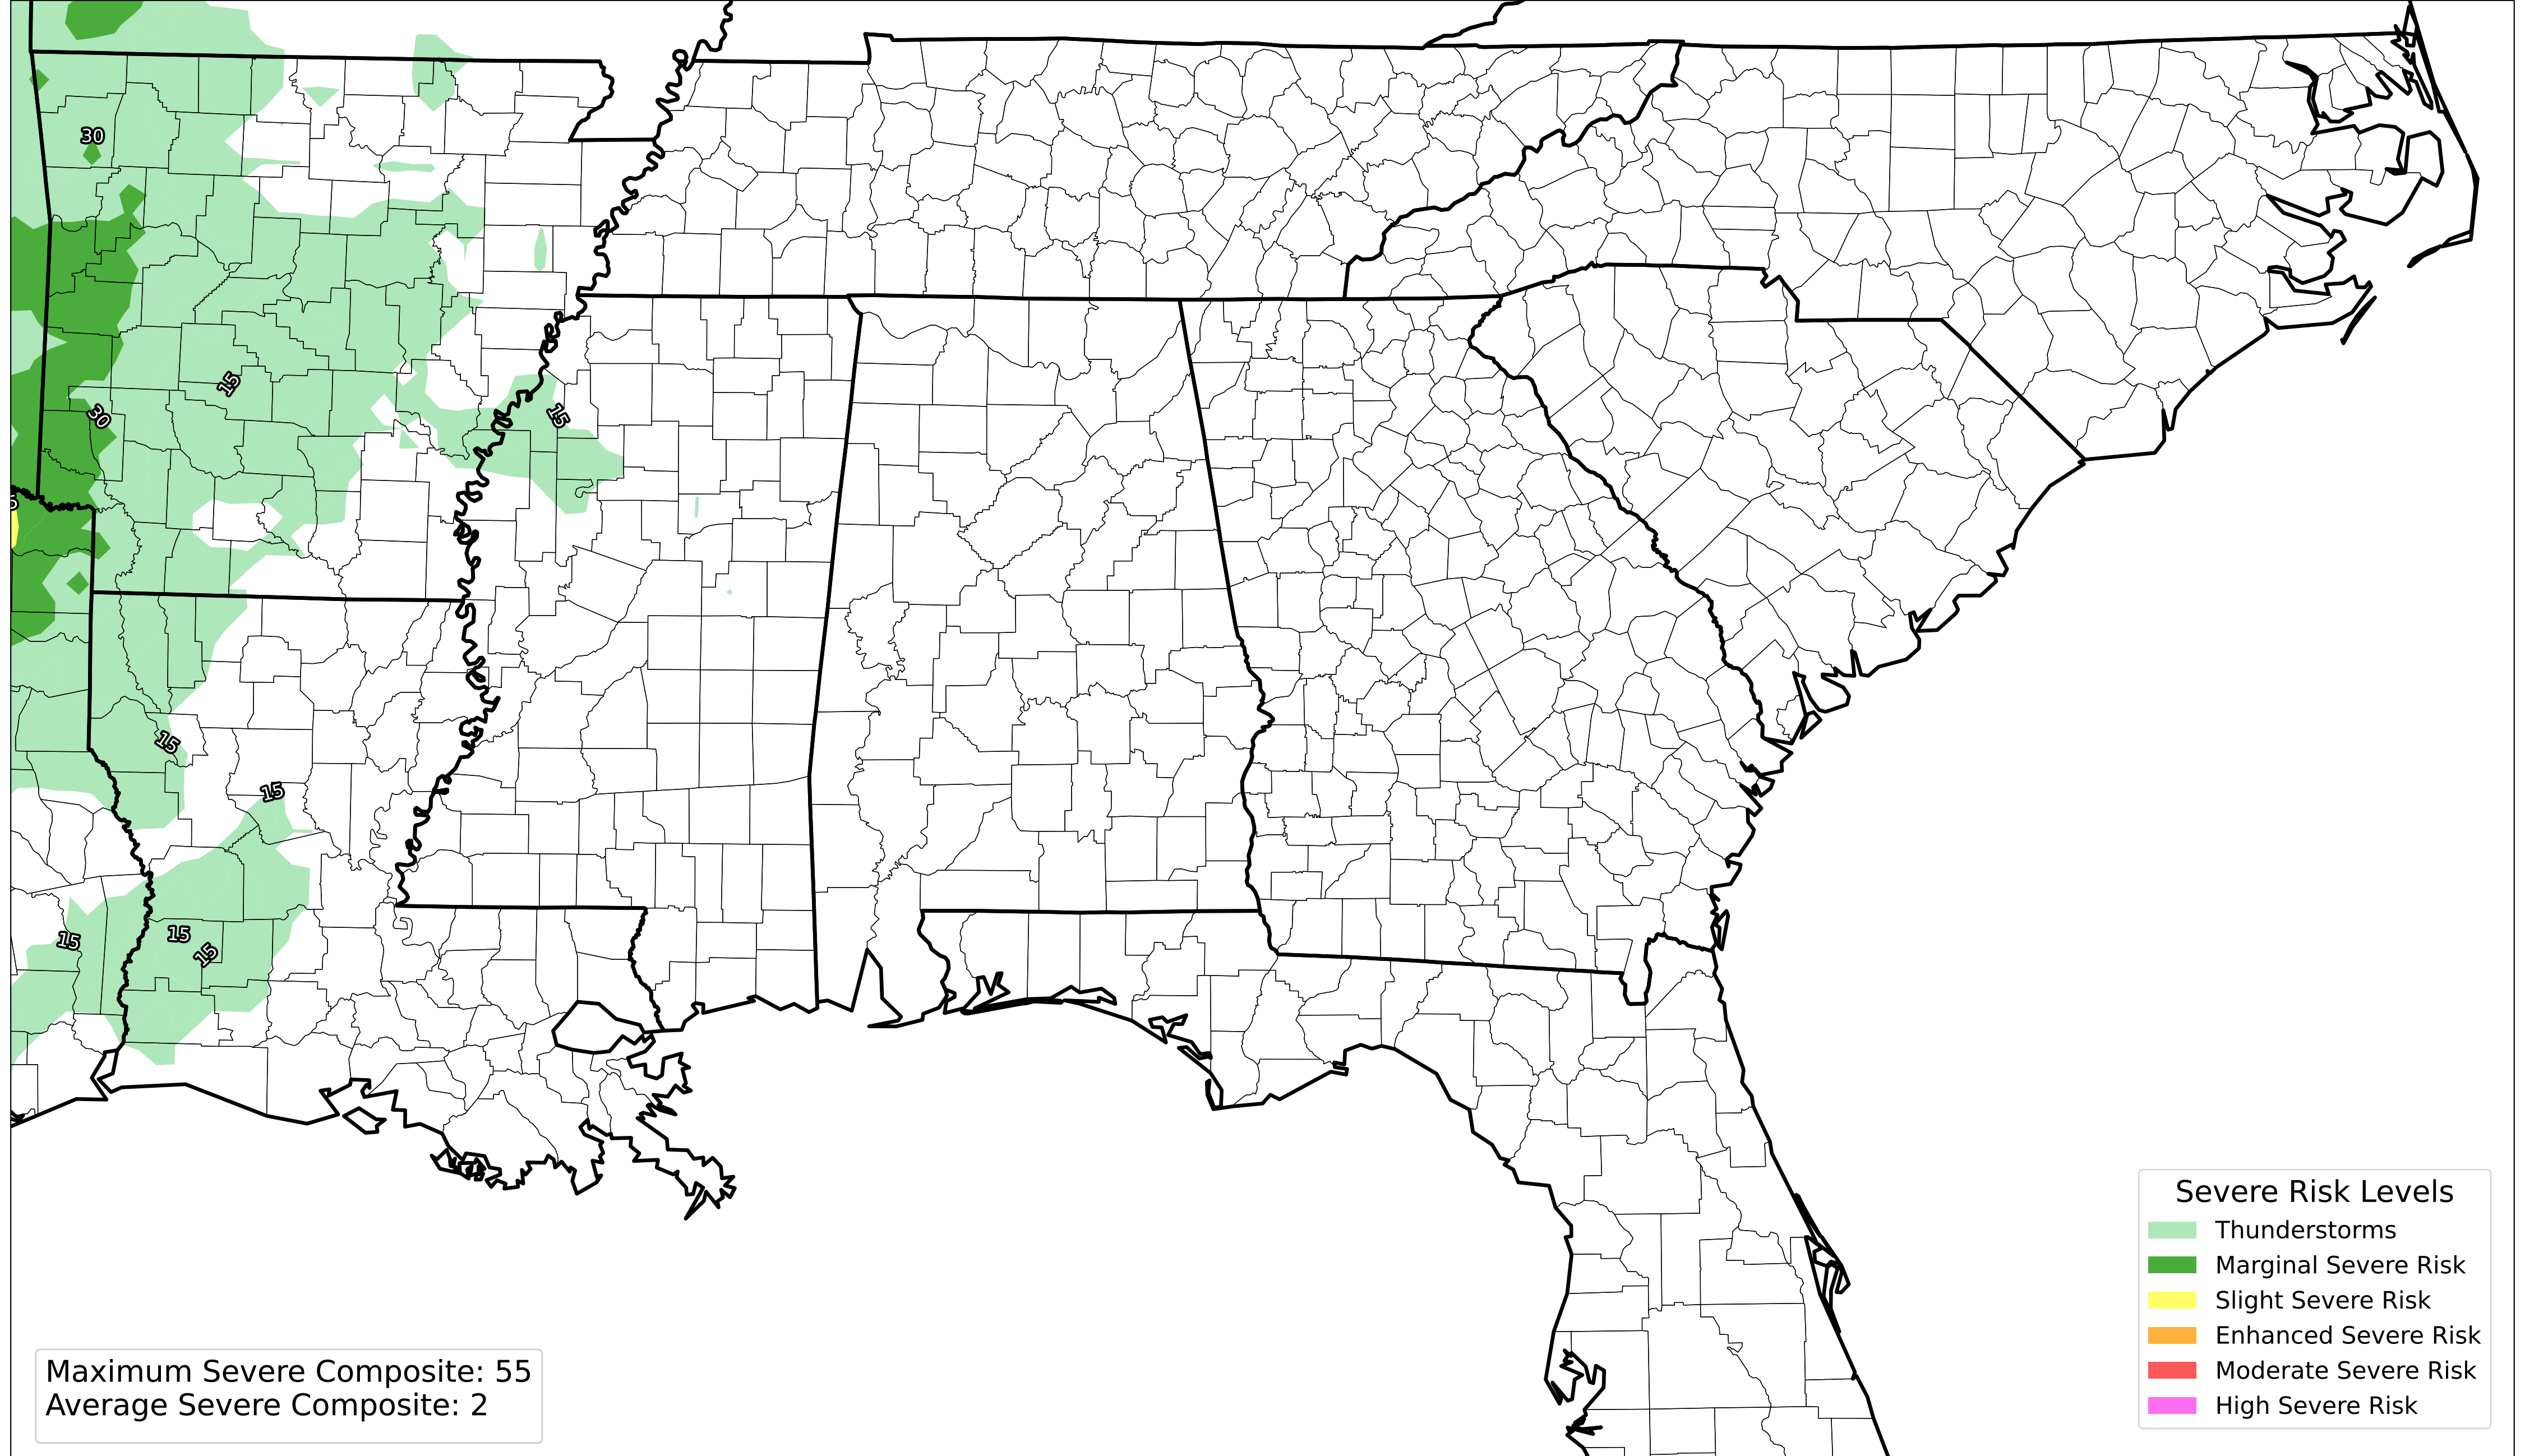 30
15
30
15
15
15
15
15
15
Severe Risk Levels
Thunderstorms
Marginal Severe Risk
Slight Severe Risk
Enhanced Severe Risk
Moderate Severe Risk
High Severe Risk
Maximum Severe Composite: 55
Average Severe Composite: 2